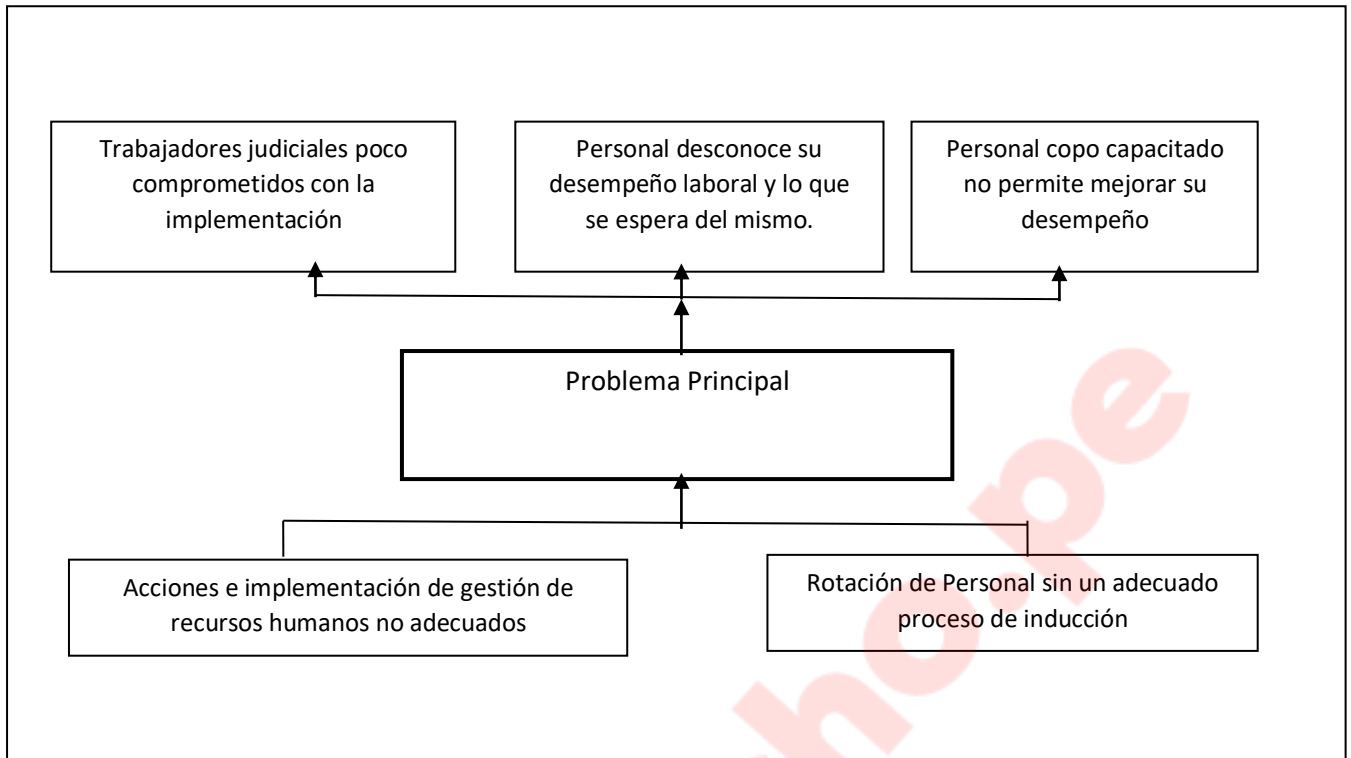 Trabajadores judiciales poco
comprometidos con la
implementación
Personal desconoce su
desempeño laboral y lo que
se espera del mismo.
Personal copo capacitado
no permite mejorar su
desempeño
Problema Principal
Acciones e implementación de gestión de
recursos humanos no adecuados
Rotación de Personal sin un adecuado
proceso de inducción
ho.pe